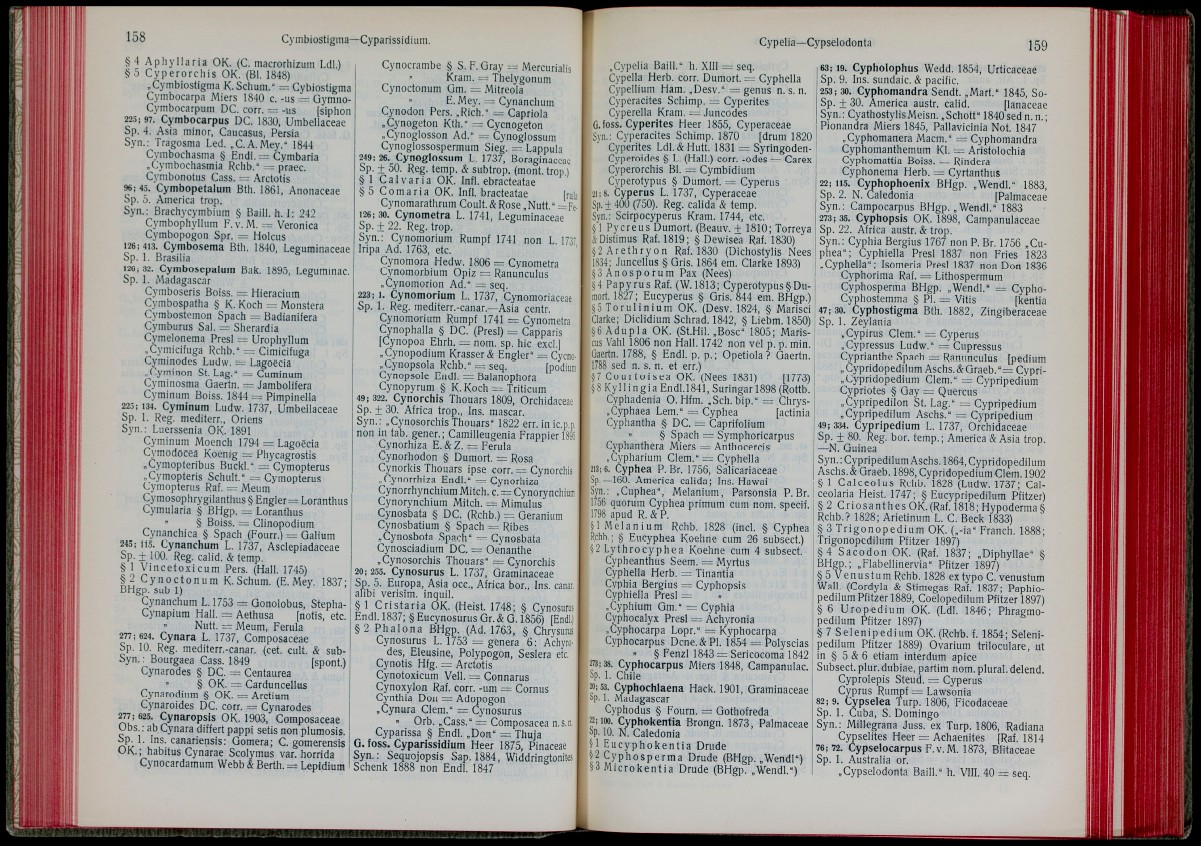 158
Cymbiostigma—Cyparissidium.
§ 4 Aphyllaria OK. (C. macrorhizum Ldl.)
§ 5 Cyperorchis OK. (Bl. 1848)
„Cymbiostigma K. Schum.“ = Cybiostigma
Cymbocarpa Miers 1840 c. -us = Gymno-
Cymbocarpum DC. corr. = -us [siphon
225; 97. Cymbocarpus DC. 1830, Umbellaceae
Sp. 4. Asia minor, Caucasus, Persia
Syn.: Tragosma Led. „C. A. Mey.“ 1844
Cymbochasma § Endl. = Cymbaria
„Cymbochasmia Rchb.“ = praec.
Cymbonotus Cass. = Arctotis
96; 45. Cymbopetalum Bth. 1861, Anonaceae
Sp. 5. America trop.
Syn.: Brachycymbium § Baill. h. I: 242
Cymbophyllum F. v. M. = Veronica
Cymbopogon Spr. = Holcus
126; 413. Cymbosema Bth. 1840, Leguminaceae
Sp. 1. Brasilia
126; 32. Cymbosepalum Bak. 1895, Leguminac.
Sp. 1. Madagascar
Cymboseris Boiss. = Hieracium
Cymbospatha § K. Koch = Monstera
Cymbostemon Spach = Badianifera
Cymburus Sal. = Sherardia
Cymelonema Presl = Urophyllum
„Cymicifuga Rchb.“ = Cimicifuga
Cyminodes Ludw. = Lagoëcia
„Cyminon St. Lag.“ = Cuminum
Cyminosma Gaertn. = Jambolifera
Cyminum Boiss. 1844 = Pimpinella
225; 134. Cyminum Ludw. 1737, Umbellaceae
Sp. 1. Reg. mediterr., Oriens
Syn.: Luerssenia OK. 1891
Cyminum Moench 1794 = Lagoëcia
Cymodocea Koenig = Phycagrostis
„Cymopteribus Buckl.“ = Cymopterus
„Cymopteris Schult.“ = Cymopterus
Cymopterus Raf. = Meum
Cymosophrygilanthus § Engler = Loranthus
Cymularia § BHgp. = Loranthus
„ § Boiss. = Clinopodium
Cynanchica § Spach (Fourr.) = Galium
245; 115. Cynanchum L. 1737, Asclepiadaceae
Sp. ± 100. Reg. calid. & temp.
§ 1 Vincetoxicum Pers. (Hall. 1745)
§ 2 Cynoctonum K. Schum. (E. Mey. 1837;
BHgp. sub 1)
Cynanchum L. 1753 = Gonolobus, Stepha-
Cynapium Hall. = Aethusa [notis, etc.
„ Nutt. = Meum, Ferula
277; 624. Cynara L. 1737, Composaceae
Sp. 10. Reg. mediterr.-canar. (cet. cult. & sub-
Syn.: Bourgaea Cass. 1849 [spont.)
Cynarodes § DC. = Centaurea
„ § OK. = Carduncellus
Cynarodium § OK. = Arctium
Cynaroides DC. corr. = Cynarodes
277; 625. Cynaropsis OK. 1903, Composaceae
Obs.: ab Cynara differt pappi setis non plumosis.
Sp. 1. Ins. canariensis: Gomera; C. gomerensis
OK.; habitus Cynarae Scolymus var. horrida
Cynocardamum Webb & Berth. = Lepidium
Cynocrambe § S. F. Gray = Mercurialis
„ Kram. = Thelygonum
Cynoctonum Gm. = Mitreola
„ E. Mey. = Cynanchum
Cynodon Pers. „Rich.“ = Capriola
„Cynogeton Kth.“ = Cycnogeton
„Cynoglosson Ad.“ = Cynoglossum
Cynoglossospermum Sieg. = Lappula
249; 26. Cynoglossum L. 1737, Boraginaceae
Sp. ± 50. Reg. temp. & subtrop. (mont. trop.)
§ 1 Calvaria OK. Infl. ebracteatae
§ 5 Comaria OK. Infl. bracteatae [rula
Cynomarathrum Coult. & Rose „Nutt.“ = Fe-
126; 30. Cynometra L. 1741, Leguminaceae
Sp. ± 22. Reg. trop.
Syn.: Cynomorium Rumpf 1741 non L. 1737,
Iripa Ad. 1763, etc.
Cynomora Hedw. 1806 = Cynometra
Cynomorbium Opiz = Ranunculus
„Cynomorion Ad.“ = seq.
223; 1. Cynomorium L. 1737, Cynomoriaceae
Sp. 1. Reg. mediterr.-canar.—Asia centr.
Cynomorium Rumpf 1741 = Cynometra
Cynophalla § DC. (Presl) = Capparis
[Cynopoa Ehrh. = nom. sp. hic excl.]
„Cynopodium Krasser & Engler“ = Cycno-
„Cynopsola Rchb.“ = seq. [podium
Cynopsole Endl. = Balanophora
Cynopyrum § K. Koch = Triticum
49; 322. Cynorchis Thouars 1809, Orchidaceae
Sp. ± 30. Africa trop., Ins. mascar.
Syn.: „Cynosorchis Thouars“ 1822 err. in ic. p. p.
non in tab. gener.; Camilleugenia Frappier 1895
Cynorhiza E. & Z. = Ferula
Cynorhodon § Dumort. = Rosa
Cynorkis Thouars ipse corr. = Cynorchis
„Cynorrhiza Endl.“ = Cynorhiza
Cynorrhynchium Mitch. c. = Cynorynchium
Cynorynchium Mitch. = Mimulus
Cynosbata § DC. (Rchb.) = Geranium
Cynosbatium § Spach = Ribes
„Cynosbota Spach“ = Cynosbata
Cynosciadium DC. = Oenanthe
„Cynosorchis Thouars“ = Cynorchis
20; 255. Cynosurus L. 1737, Graminaceae
Sp. 5. Europa, Asia occ., Africa bor., Ins. canar.
alibi verisim. inquil.
§ 1 Cristaria OK. (Heist. 1748; § Cynosurus
Endl. 1837; § Eucynosurus Gr. & G. 1856) [Endl.)
§ 2 Phalona BHgp. (Ad. 1763, § Chrysurus
Cynosurus L. 1753 = genera 6: Achyro-
des, Eleusine, Polypogon, Sesleria etc.
Cynotis Hfg. = Arctotis
Cynotoxicum Vell. = Connarus
Cynoxylon Raf. corr. -um = Cornus
Cynthia Don = Adopogon
„Cynura Clem.“ = Cynosurus
„ Orb. „Cass.“ = Composacea n. s. n.
Cyparissa § Endl. „Don“ = Thuja
G. foss. Cyparissidium Heer 1875, Pinaceae
Syn.: Sequojopsis Sap. 1884, Widdringtonites
Schenk 1888 non Endl. 1847
Cypelia—Cypselodonta
159
„Cypelia Baill.“ h. XIII = seq.
Cypella Herb. corr. Dumort. = Cyphella
Cypellium Ham. „Desv.“ = genus n. s. n.
Cyperacites Schimp. = Cyperites
Cyperella Kram. = Juncodes
G. foss. Cyperites Heer 1855, Cyperaceae
Syn.: Cyperacites Schimp. 1870 [drum 1820
Cyperites Ldl. & Hutt. 1831 = Syringoden-
Cyperoides § L. (Hall.) corr. -odes = Carex
Cyperorchis Bl. = Cymbidium
Cyperotypus § Dumort. = Cyperus
21; 8. Cyperus L. 1737, Cyperaceae
Sp. ± 400 (750). Reg. calida & temp.
Syn.: Scirpocyperus Kram. 1744, etc.
§ 1 Pycreus Dumort. (Beauv. ± 1810; Torreya
& Distimus Raf. 1819; § Dewisea Raf. 1830)
§ 2 Arethryon Raf. 1830 (Dichostylis Nees
1834; Juncellus § Gris. 1864 em. Clarke 1893)
§ 3 Anosporum Pax (Nees)
§ 4 Papyrus Raf. (W. 1813; Cyperotypus § Du-
mort. 1827; Eucyperus § Gris. 844 em. BHgp.)
§ 5 Torulinium OK. (Desv. 1824, § Marisci
Clarke; Diclidium Schrad. 1842, § Liebm. 1850)
§ 6 Adupla OK. (St.Hil. „Bosc“ 1805; Maris-
cus Vahl 1806 non Hall. 1742 non vel p. p. min.
Gaertn. 1788, § Endl. p. p.; Opetiola? Gaertn.
1788 sed n. s. n. et err.)
§ 7 Courtoisea OK. (Nees 1831) [1773)
§ 8 Kyllingia Endl. 1841, Suringar 1898 (Rottb.
Cyphadenia O. Hfm. „Sch. bip.“ = Chrys-
„Cyphaea Lem.“ = Cyphea [actinia
Cyphantha § DC. = Caprifolium
„ § Spach = Symphoricarpus
Cyphanthera Miers = Anthocercis
„Cypharium Clem.“ = Cyphella
213; 6. Cyphea P. Br. 1756, Salicariaceae
Sp. —160. America calida; Ins. Hawai
Syn.: „Cuphea“, Melanium, Parsonsia P. Br.
1756 quorum Cyphea primum cum nom. specif.
1798 apud R. & P.
§ 1 Melanium Rchb. 1828 (incl. § Cyphea
Rchb.; § Eucyphea Koehne cum 26 subsect.)
§ 2 Lythrocyphea Koehne cum 4 subsect.
Cypheanthus Seem. = Myrtus
Cyphella Herb. = Tinantia
Cyphia Bergius = Cyphopsis
Cyphiella Presl = „
„Cyphium Gm.“ = Cyphia
Cyphocalyx Presl = Achyronia
„Cyphocarpa Lopr.“ = Kyphocarpa
Cyphocarpus Dcne. & Pl. 1854 = Polyscias
„ § Fenzl 1843 = Sericocoma 1842
273; 38. Cyphocarpus Miers 1848, Campanulac.
Sp. 1. Chile
20; 53. Cyphochlaena Hack. 1901, Graminaceae
Sp. 1. Madagascar
Cyphodus § Fourn. = Gothofreda
22; 100. Cyphokentia Brongn. 1873, Palmaceae
Sp. 10. N. Caledonia
§ 1 Eucyphokentia Drude
§ 2 Cyphosperma Drude (BHgp. „Wendl“)
§ 3 Microkentia Drude (BHgp. „Wendl.“)
63; 19. Cypholophus Wedd. 1854, Urticaceae
Sp. 9. Ins. sundaic. & pacific.
253; 30. Cyphomandra Sendt. „Mart.“ 1845, So-
Sp. ± 30. America austr. calid. [lanaceae
Syn.: Cyathostylis Meisn. „Schott“ 1840 sed n. n.;
Pionandra Miers 1845, Pallavicinia Not. 1847
„Cyphomanera Macm.“ = Cyphomandra
Cyphomanthemum Kl. = Aristolochia
Cyphomattia Boiss. = Rindera
Cyphonema Herb. = Cyrtanthus
22; 115. Cyphophoenix BHgp. „Wendl.“ 1883,
Sp. 2. N. Caledonia [Palmaceae
Syn.: Campocarpus BHgp. „Wendl.“ 1883
273; 35. Cyphopsis OK. 1898, Campanulaceae
Sp. 22. Africa austr. & trop.
Syn.: Cyphia Bergius 1767 non P. Br. 1756 „Cu-
phea“; Cyphiella Presl 1837 non Fries 1823
„Cyphella“; Isomeria Presl 1837 non Don 1836
Cyphorima Raf. = Lithospermum
Cyphosperma BHgp. „Wendl.“ = Cypho-
Cyphostemma § Pl. = Vitis [kentia
47; 30. Cyphostigma Bth. 1882, Zingiberaceae
Sp. 1. Zeylania
„Cypirus Clem.“ = Cyperus
„Cypressus Ludw.“ = Cupressus
Cyprianthe Spach = Ranunculus [pedium
„Cypridopedilum Aschs. & Graeb.“ = Cypri-
„Cypridopedium Clem.“ = Cypripedium
Cypriotes § Gay = Quercus
„Cypripedilon St. Lag.“ = Cypripedium
„Cypripedilum Aschs.“ = Cypripedium
49; 334. Cypripedium L. 1737, Orchidaceae
Sp. ± 80. Reg. bor. temp.; America & Asia trop.
—N. Guinea
Syn.: Cypripedilum Aschs. 1864, Cypridopedilum
Aschs. & Graeb. 1898, Cypridopedium Clem. 1902
§ 1 Calceolus Rchb. 1828 (Ludw. 1737; Cal-
ceolaria Heist. 1747; § Eucypripedilum Pfitzer)
§ 2 Criosanthes OK. (Raf. 1818; Hypoderma §
Rchb.? 1828; Arietinum L. C. Beck 1833)
§ 3 Trigonopedium OK. („-ia“ Franch. 1888;
Trigonopedilum Pfitzer 1897)
§ 4 Sacodon OK. (Raf. 1837; „Diphyllae“ §
BHgp.; „Flabellinervia“ Pfitzer 1897)
§ 5 Venustum Rchb. 1828 ex typo C. venustum
Wall. (Cordyla & Stimegas Raf. 1837; Paphio-
pedilum Pfitzer 1889, Coelopedilum Pfitzer 1897)
§ 6 Uropedium OK. (Ldl. 1846; Phragmo-
pedilum Pfitzer 1897)
§ 7 Selenipedium OK. (Rchb. f. 1854; Seleni-
pedilum Pfitzer 1889) Ovarium triloculare, ut
in § 5 & 6 etiam interdum apice
Subsect. plur. dubiae, partim nom. plural. delend.
Cyprolepis Steud. = Cyperus
Cyprus Rumpf = Lawsonia
82; 9. Cypselea Turp. 1806, Ficodaceae
Sp. 1. Cuba, S. Domingo
Syn.: Millegrana Juss. ex Turp. 1806, Radiana
Cypselites Heer = Achaenites [Raf. 1814
76; 72. Cypselocarpus F. v. M. 1873, Blitaceae
Sp. 1. Australia or.
„Cypselodonta Baill.“ h. VIII. 40 = seq.